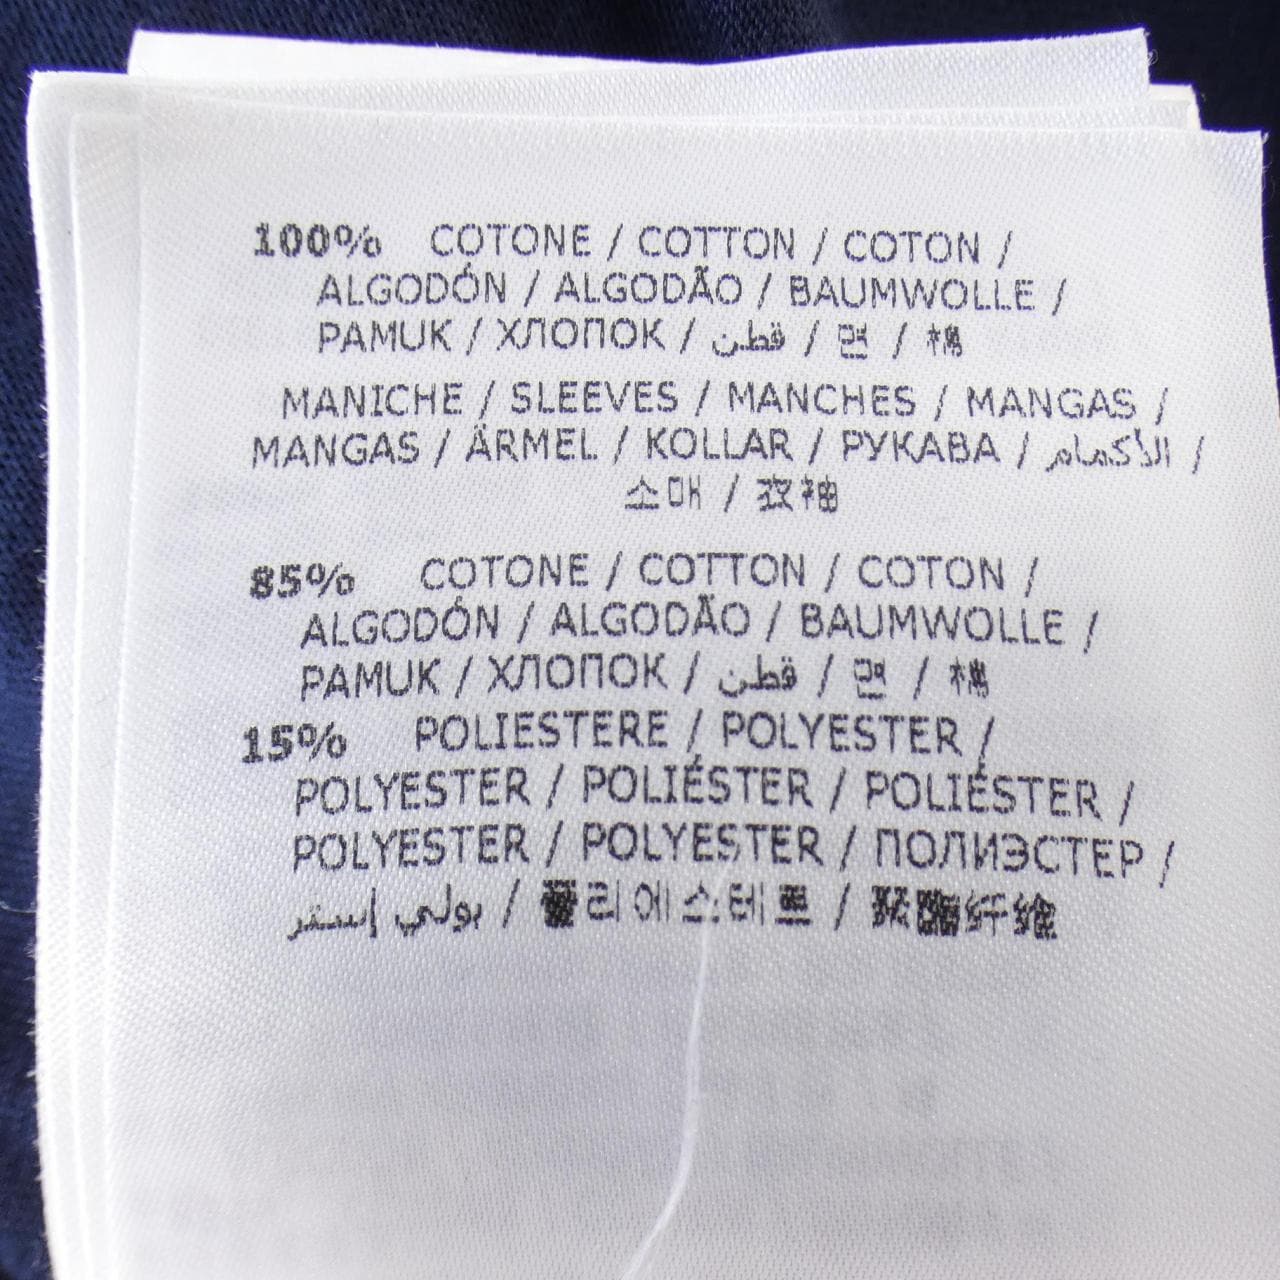 100% COTONE / COTTON / COTON /
ALGODÓN / ALGODÃO / BAUMWOLLE /
PAMUK / ХЛОПОК / قطن / 면 / 棉
MANICHE / SLEEVES / MANCHES / MANGAS /
MANGAS / ÄRMEL / KOLLAR / РУКАВА / الأكمام /
소매 / 衣袖
85% COTONE / COTTON / COTON /
ALGODÓN / ALGODÃO / BAUMWOLLE /
PAMUK / ХЛОПОК / قطن / 면 / 棉
15% POLIESTERE / POLYESTER /
POLYESTER / POLIÉSTER / POLIÉSTER /
POLYESTER / POLYESTER / ПОЛИЭСТЕР /
بولي إستر / 폴리에스테르 / 聚酯纤维